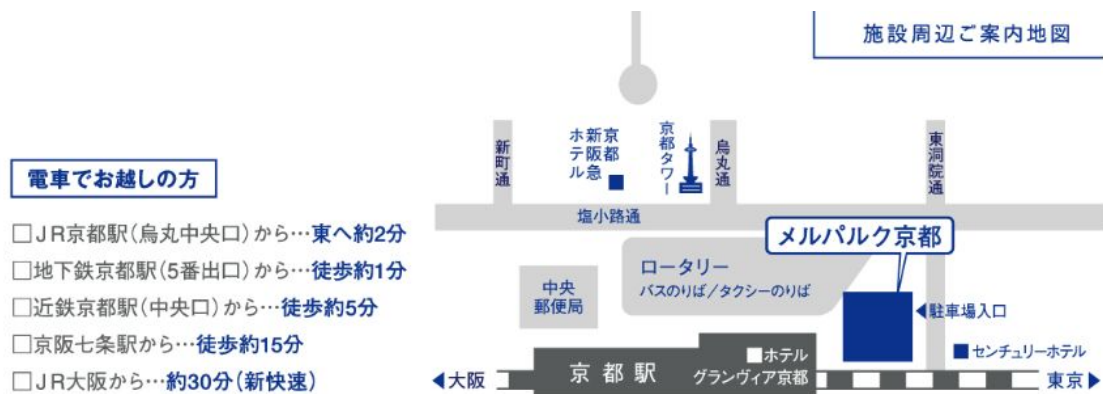 施設周辺ご案内地図
電車でお越しの方
□JR京都駅(烏丸中央口)から…東へ約2分
□地下鉄京都駅(5番出口)から…徒歩約1分
□近鉄京都駅(中央口)から…徒歩約5分
□京阪七条駅から…徒歩約15分
□JR大阪から…約30分(新快速)
新町通
京都
新阪急
ホテル
京都タワー
烏丸通
東洞院通
塩小路通
メルパルク京都
中央
郵便局
ロータリー
バスのりば/タクシーのりば
◀駐車場入口
■センチュリーホテル
京都駅
□ホテル
グランヴィア京都
◀大阪
東京▶